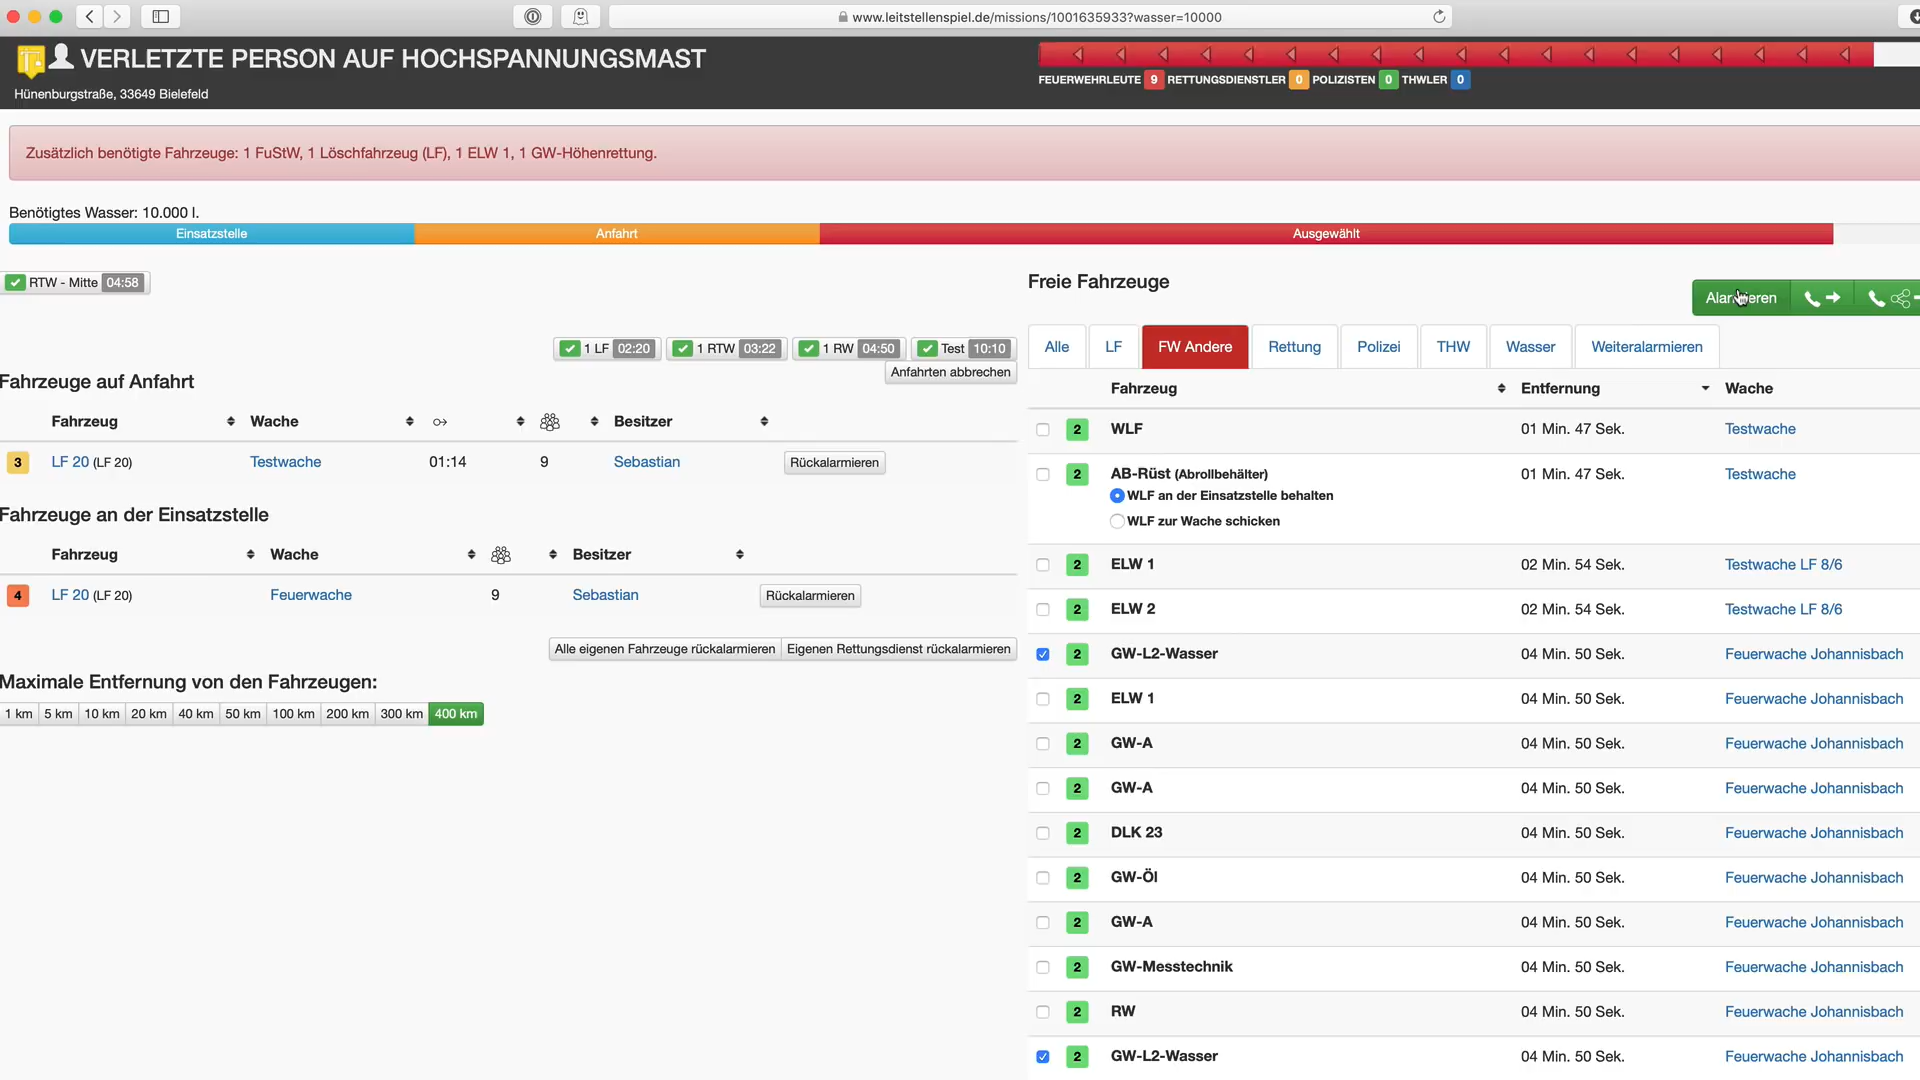 www.leitstellenspiel.de/missions/1001635933?wasser=10000
VERLETZTE PERSON AUF HOCHSPANNUNGSMAST
Hünenburgstraße, 33649 Bielefeld
FEUERWEHRLEUTE 9 RETTUNGSDIENSTLER 0 POLIZISTEN 0 THWLER 0
Zusätzlich benötigte Fahrzeuge: 1 FuStW, 1 Löschfahrzeug (LF), 1 ELW 1, 1 GW-Höhenrettung.
Benötigtes Wasser: 10.000 l.
Einsatzstelle Anfahrt Ausgewählt
RTW - Mitte 04:58
1 LF 02:20 1 RTW 03:22 1 RW 04:50 Test 10:10
Anfahrten abbrechen
Fahrzeuge auf Anfahrt
Fahrzeug Wache Besitzer
3 LF 20 (LF 20) Testwache 01:14 9 Sebastian Rückalarmieren
Fahrzeuge an der Einsatzstelle
Fahrzeug Wache Besitzer
4 LF 20 (LF 20) Feuerwache 9 Sebastian Rückalarmieren
Alle eigenen Fahrzeuge rückalarmieren Eigenen Rettungsdienst rückalarmieren
Maximale Entfernung von den Fahrzeugen:
1 km 5 km 10 km 20 km 40 km 50 km 100 km 200 km 300 km 400 km
Freie Fahrzeuge
Alle LF FW Andere Rettung Polizei THW Wasser Weiteralarmieren
Fahrzeug Entfernung Wache
2 WLF 01 Min. 47 Sek. Testwache
2 AB-Rüst (Abrollbehälter) 01 Min. 47 Sek. Testwache
WLF an der Einsatzstelle behalten
WLF zur Wache schicken
2 ELW 1 02 Min. 54 Sek. Testwache LF 8/6
2 ELW 2 02 Min. 54 Sek. Testwache LF 8/6
2 GW-L2-Wasser 04 Min. 50 Sek. Feuerwache Johannisbach
2 ELW 1 04 Min. 50 Sek. Feuerwache Johannisbach
2 GW-A 04 Min. 50 Sek. Feuerwache Johannisbach
2 GW-A 04 Min. 50 Sek. Feuerwache Johannisbach
2 DLK 23 04 Min. 50 Sek. Feuerwache Johannisbach
2 GW-Öl 04 Min. 50 Sek. Feuerwache Johannisbach
2 GW-A 04 Min. 50 Sek. Feuerwache Johannisbach
2 GW-Messtechnik 04 Min. 50 Sek. Feuerwache Johannisbach
2 RW 04 Min. 50 Sek. Feuerwache Johannisbach
2 GW-L2-Wasser 04 Min. 50 Sek. Feuerwache Johannisbach